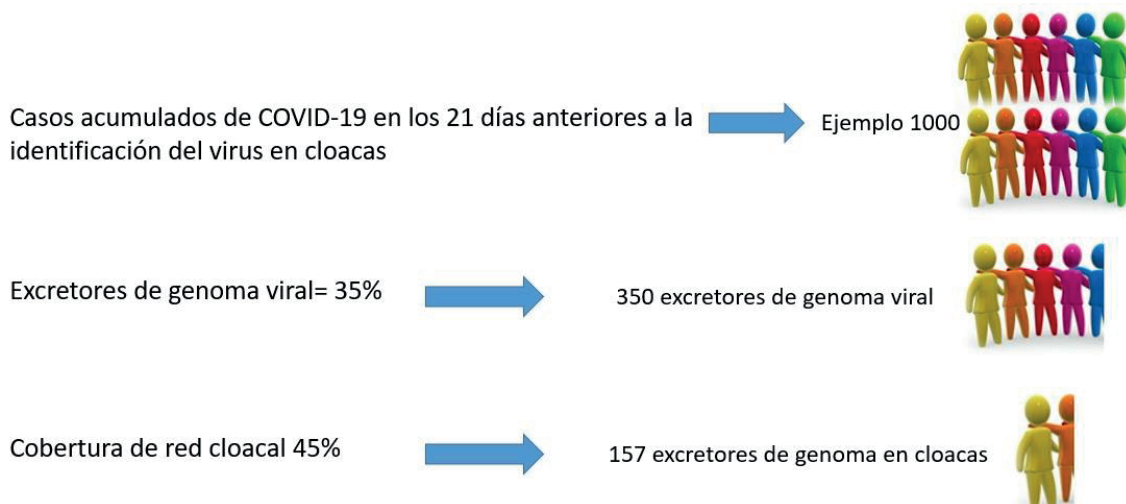 Casos acumulados de COVID-19 en los 21 días anteriores a la
identificación del virus en cloacas
Ejemplo 1000
Excretores de genoma viral= 35%
350 excretores de genoma viral
Cobertura de red cloacal 45%
157 excretores de genoma en cloacas